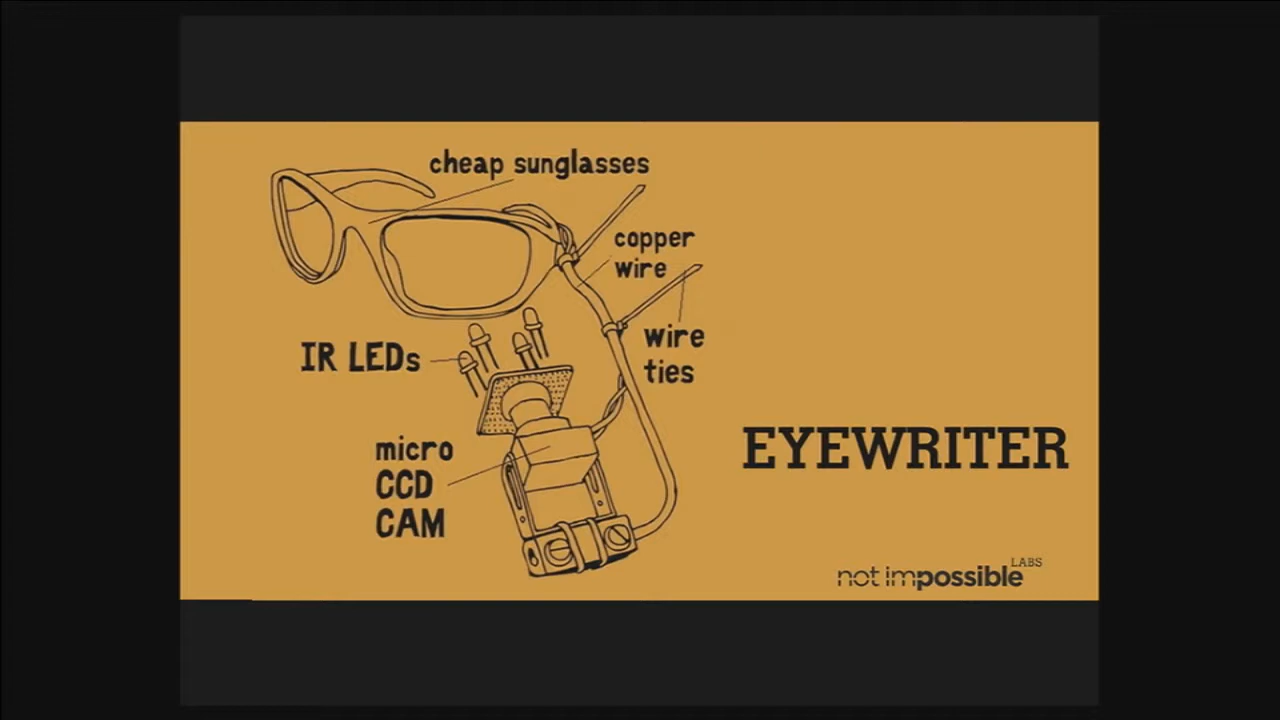 cheap sunglasses
copper
wire
wire
ties
IR LEDs
micro
CCD
CAM
EYEWRITER
not impossible LABS